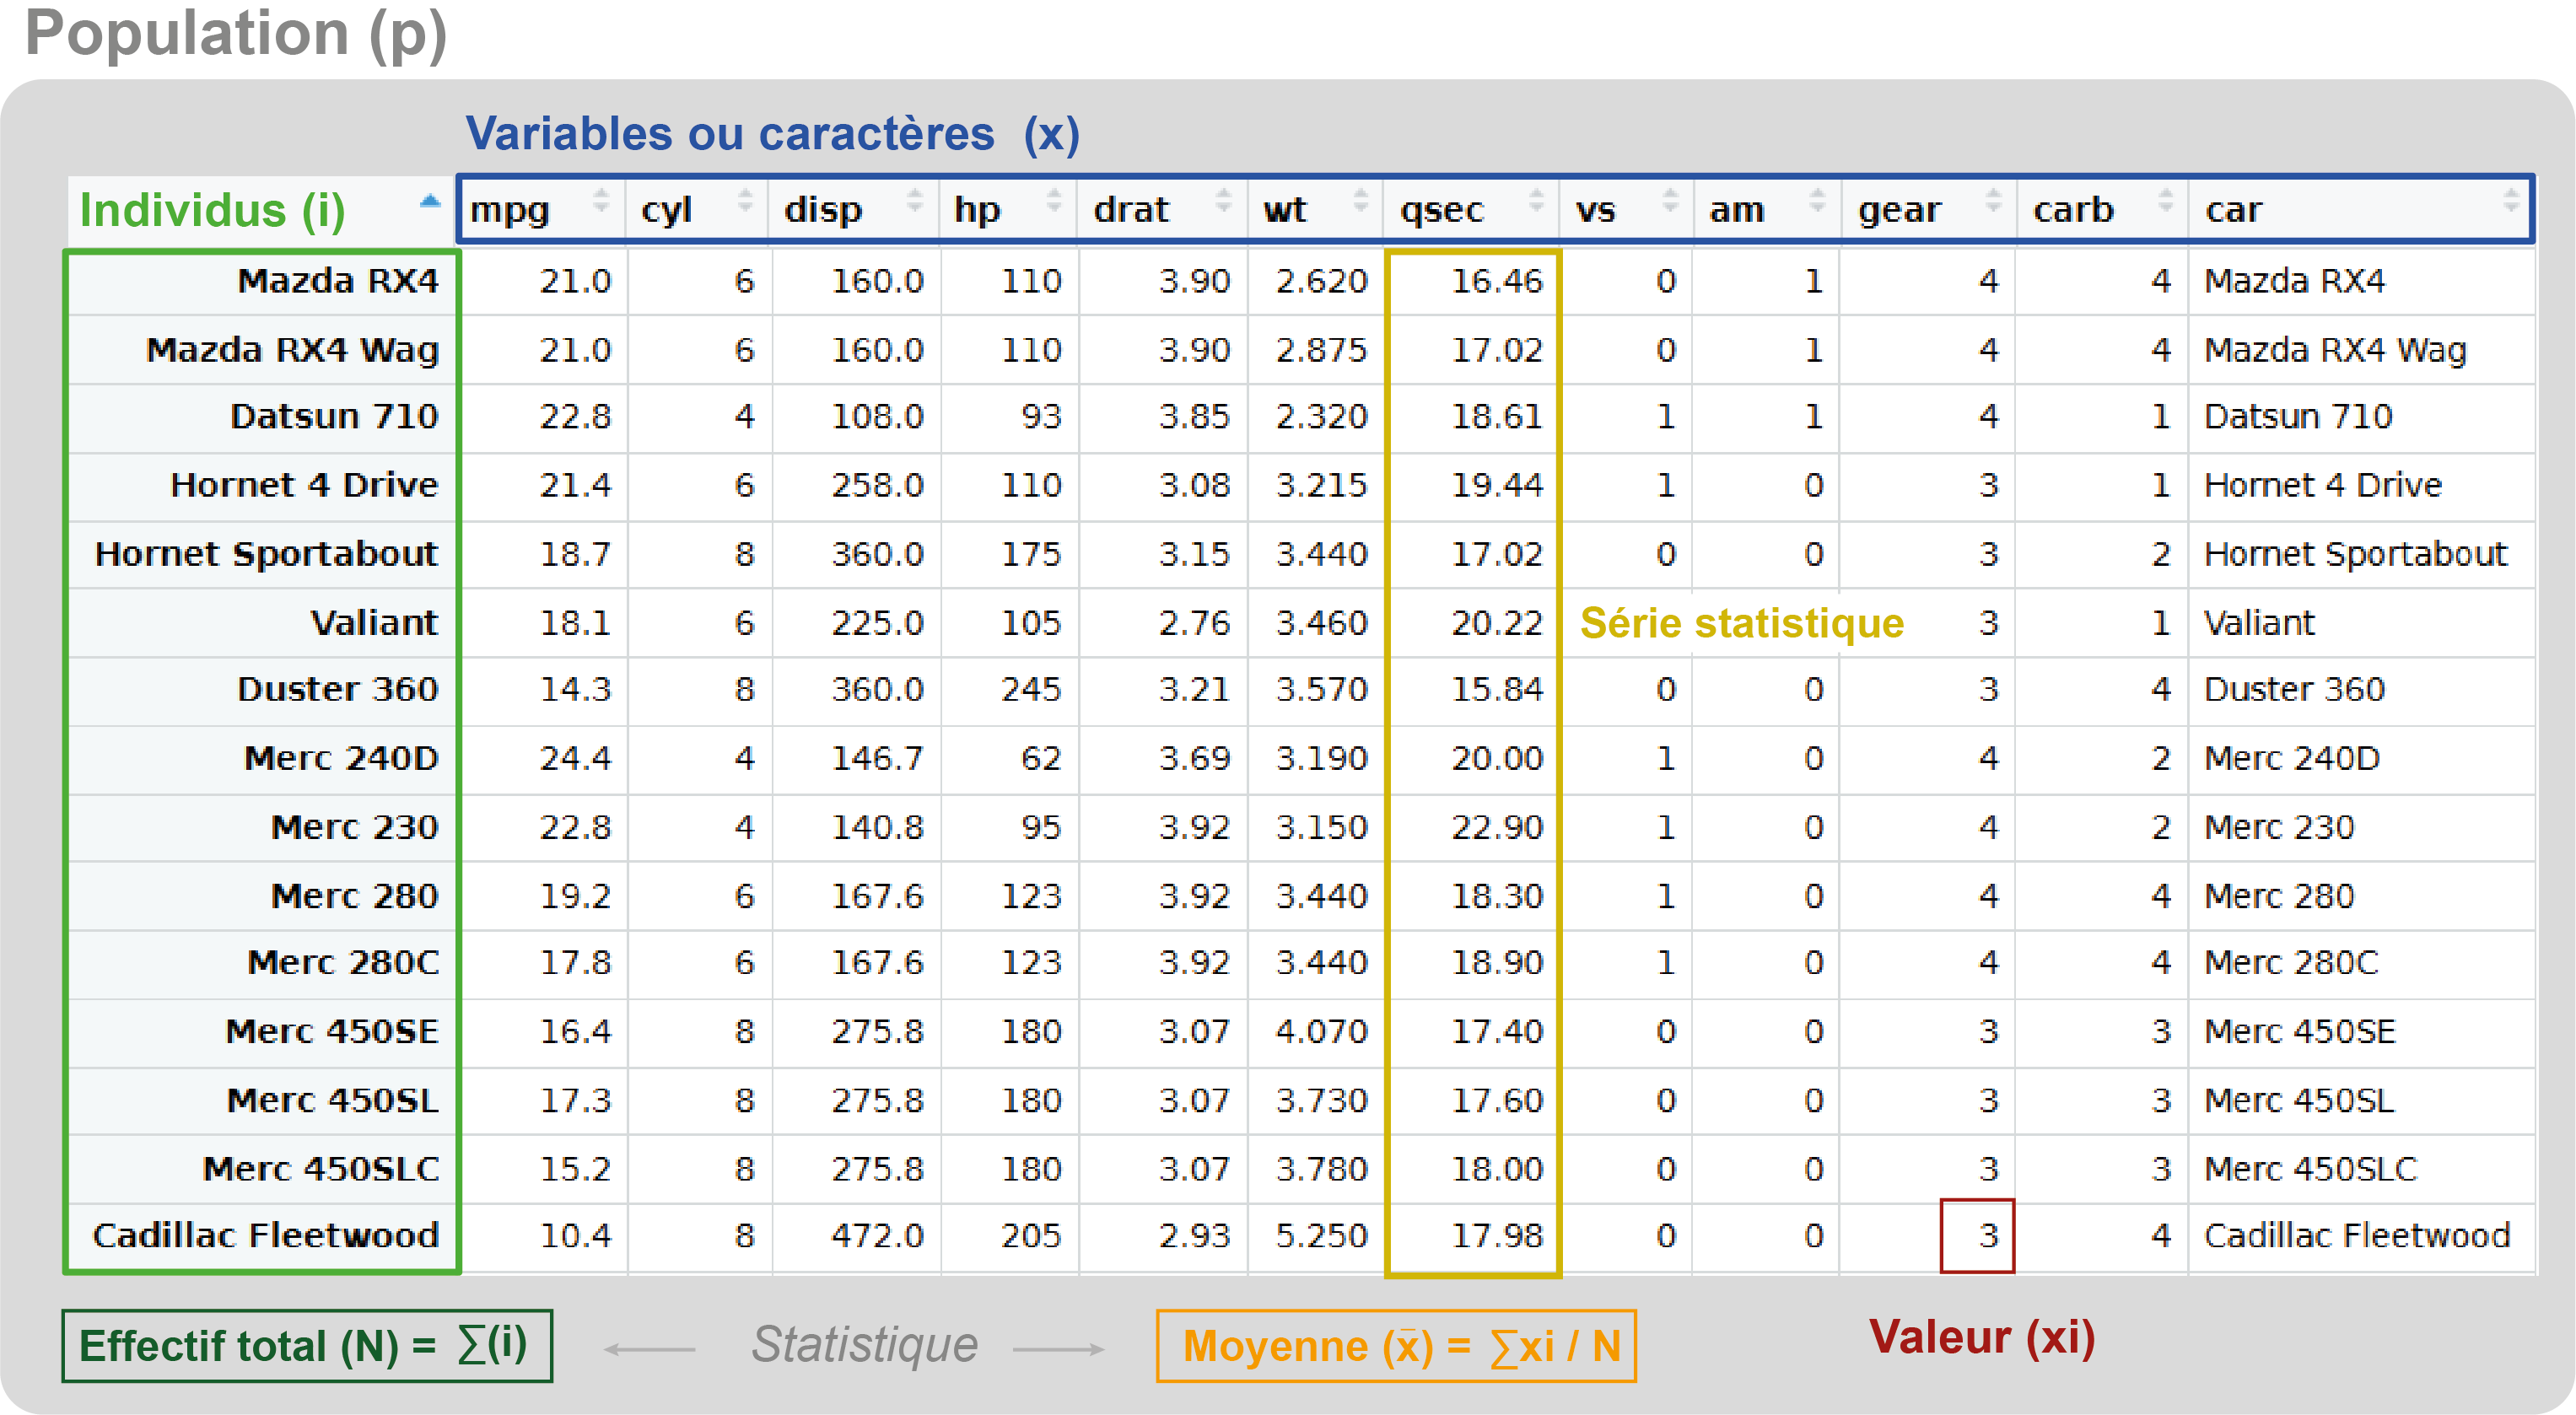 Population (p)
Variables ou caractères (x)
Individus (i) mpg cyl disp hp drat wt qsec vs am gear carb car
Mazda RX4 21.0 6 160.0 110 3.90 2.620 16.46 0 1 4 4 Mazda RX4
Mazda RX4 Wag 21.0 6 160.0 110 3.90 2.875 17.02 0 1 4 4 Mazda RX4 Wag
Datsun 710 22.8 4 108.0 93 3.85 2.320 18.61 1 1 4 1 Datsun 710
Hornet 4 Drive 21.4 6 258.0 110 3.08 3.215 19.44 1 0 3 1 Hornet 4 Drive
Hornet Sportabout 18.7 8 360.0 175 3.15 3.440 17.02 0 0 3 2 Hornet Sportabout
Valiant 18.1 6 225.0 105 2.76 3.460 20.22 Série statistique 3 1 Valiant
Duster 360 14.3 8 360.0 245 3.21 3.570 15.84 0 0 3 4 Duster 360
Merc 240D 24.4 4 146.7 62 3.69 3.190 20.00 1 0 4 2 Merc 240D
Merc 230 22.8 4 140.8 95 3.92 3.150 22.90 1 0 4 2 Merc 230
Merc 280 19.2 6 167.6 123 3.92 3.440 18.30 1 0 4 4 Merc 280
Merc 280C 17.8 6 167.6 123 3.92 3.440 18.90 1 0 4 4 Merc 280C
Merc 450SE 16.4 8 275.8 180 3.07 4.070 17.40 0 0 3 3 Merc 450SE
Merc 450SL 17.3 8 275.8 180 3.07 3.730 17.60 0 0 3 3 Merc 450SL
Merc 450SLC 15.2 8 275.8 180 3.07 3.780 18.00 0 0 3 3 Merc 450SLC
Cadillac Fleetwood 10.4 8 472.0 205 2.93 5.250 17.98 0 0 3 4 Cadillac Fleetwood
Effectif total (N) = ∑(i) Statistique Moyenne (x̄) = ∑xi / N Valeur (xi)